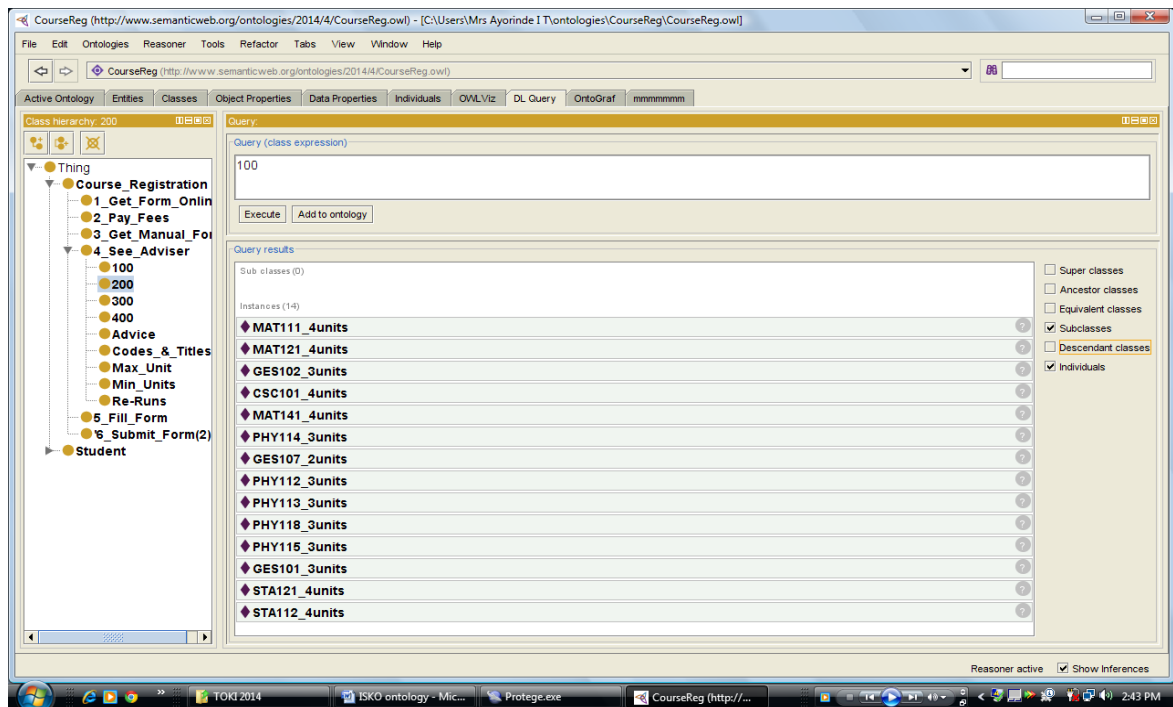 CourseReg (http://www.semanticweb.org/ontologies/2014/4/CourseReg.owl) - [C:\Users\Mrs Ayorinde I T\ontologies\CourseReg\CourseReg.owl]
File Edit Ontologies Reasoner Tools Refactor Tabs View Window Help
CourseReg (http://www.semanticweb.org/ontologies/2014/4/CourseReg.owl)
Active Ontology Entities Classes Object Properties Data Properties Individuals OWLViz DL Query OntoGraf mmmmmmm
Class hierarchy: 200
Thing
Course_Registration
1_Get_Form_Onlin
2_Pay_Fees
3_Get_Manual_For
4_See_Adviser
100
200
300
400
Advice
Codes_&_Titles
Max_Unit
Min_Units
Re-Runs
5_Fill_Form
'6_Submit_Form(2)
Student
Query:
Query (class expression)
100
Execute Add to ontology
Query results
Sub classes (0)
Instances (14)
MAT111_4units ?
MAT121_4units ?
GES102_3units ?
CSC101_4units ?
MAT141_4units ?
PHY114_3units ?
GES107_2units ?
PHY112_3units ?
PHY113_3units ?
PHY118_3units ?
PHY115_3units ?
GES101_3units ?
STA121_4units ?
STA112_4units ?
Super classes
Ancestor classes
Equivalent classes
Subclasses
Descendant classes
Individuals
Reasoner active Show Inferences
TOKI 2014 ISKO ontology - Mic... Protege.exe CourseReg (http://... 2:43 PM